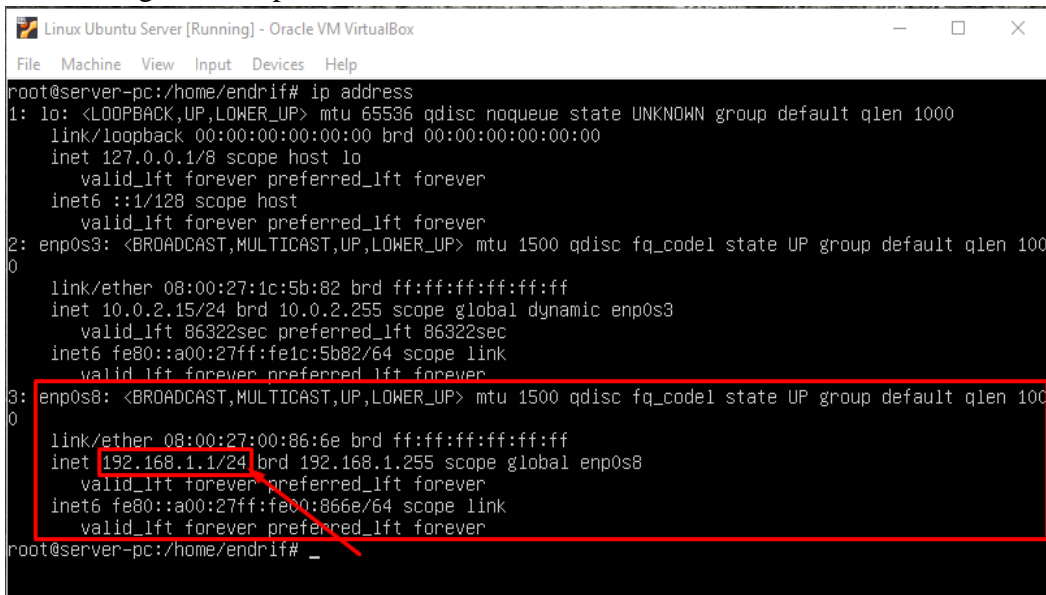 Linux Ubuntu Server [Running] - Oracle VM VirtualBox
File Machine View Input Devices Help
root@server-pc:/home/endrif# ip address
1: lo: <LOOPBACK,UP,LOWER_UP> mtu 65536 qdisc noqueue state UNKNOWN group default qlen 1000
link/loopback 00:00:00:00:00:00 brd 00:00:00:00:00:00
inet 127.0.0.1/8 scope host lo
valid_lft forever preferred_lft forever
inet6 ::1/128 scope host
valid_lft forever preferred_lft forever
2: enp0s3: <BROADCAST,MULTICAST,UP,LOWER_UP> mtu 1500 qdisc fq_codel state UP group default qlen 100
0
link/ether 08:00:27:1c:5b:82 brd ff:ff:ff:ff:ff:ff
inet 10.0.2.15/24 brd 10.0.2.255 scope global dynamic enp0s3
valid_lft 86322sec preferred_lft 86322sec
inet6 fe80::a00:27ff:fe1c:5b82/64 scope link
valid_lft forever preferred_lft forever
3: enp0s8: <BROADCAST,MULTICAST,UP,LOWER_UP> mtu 1500 qdisc fq_codel state UP group default qlen 100
0
link/ether 08:00:27:00:86:6e brd ff:ff:ff:ff:ff:ff
inet 192.168.1.1/24 brd 192.168.1.255 scope global enp0s8
valid_lft forever preferred_lft forever
inet6 fe80::a00:27ff:fe00:866e/64 scope link
valid_lft forever preferred_lft forever
root@server-pc:/home/endrif# _